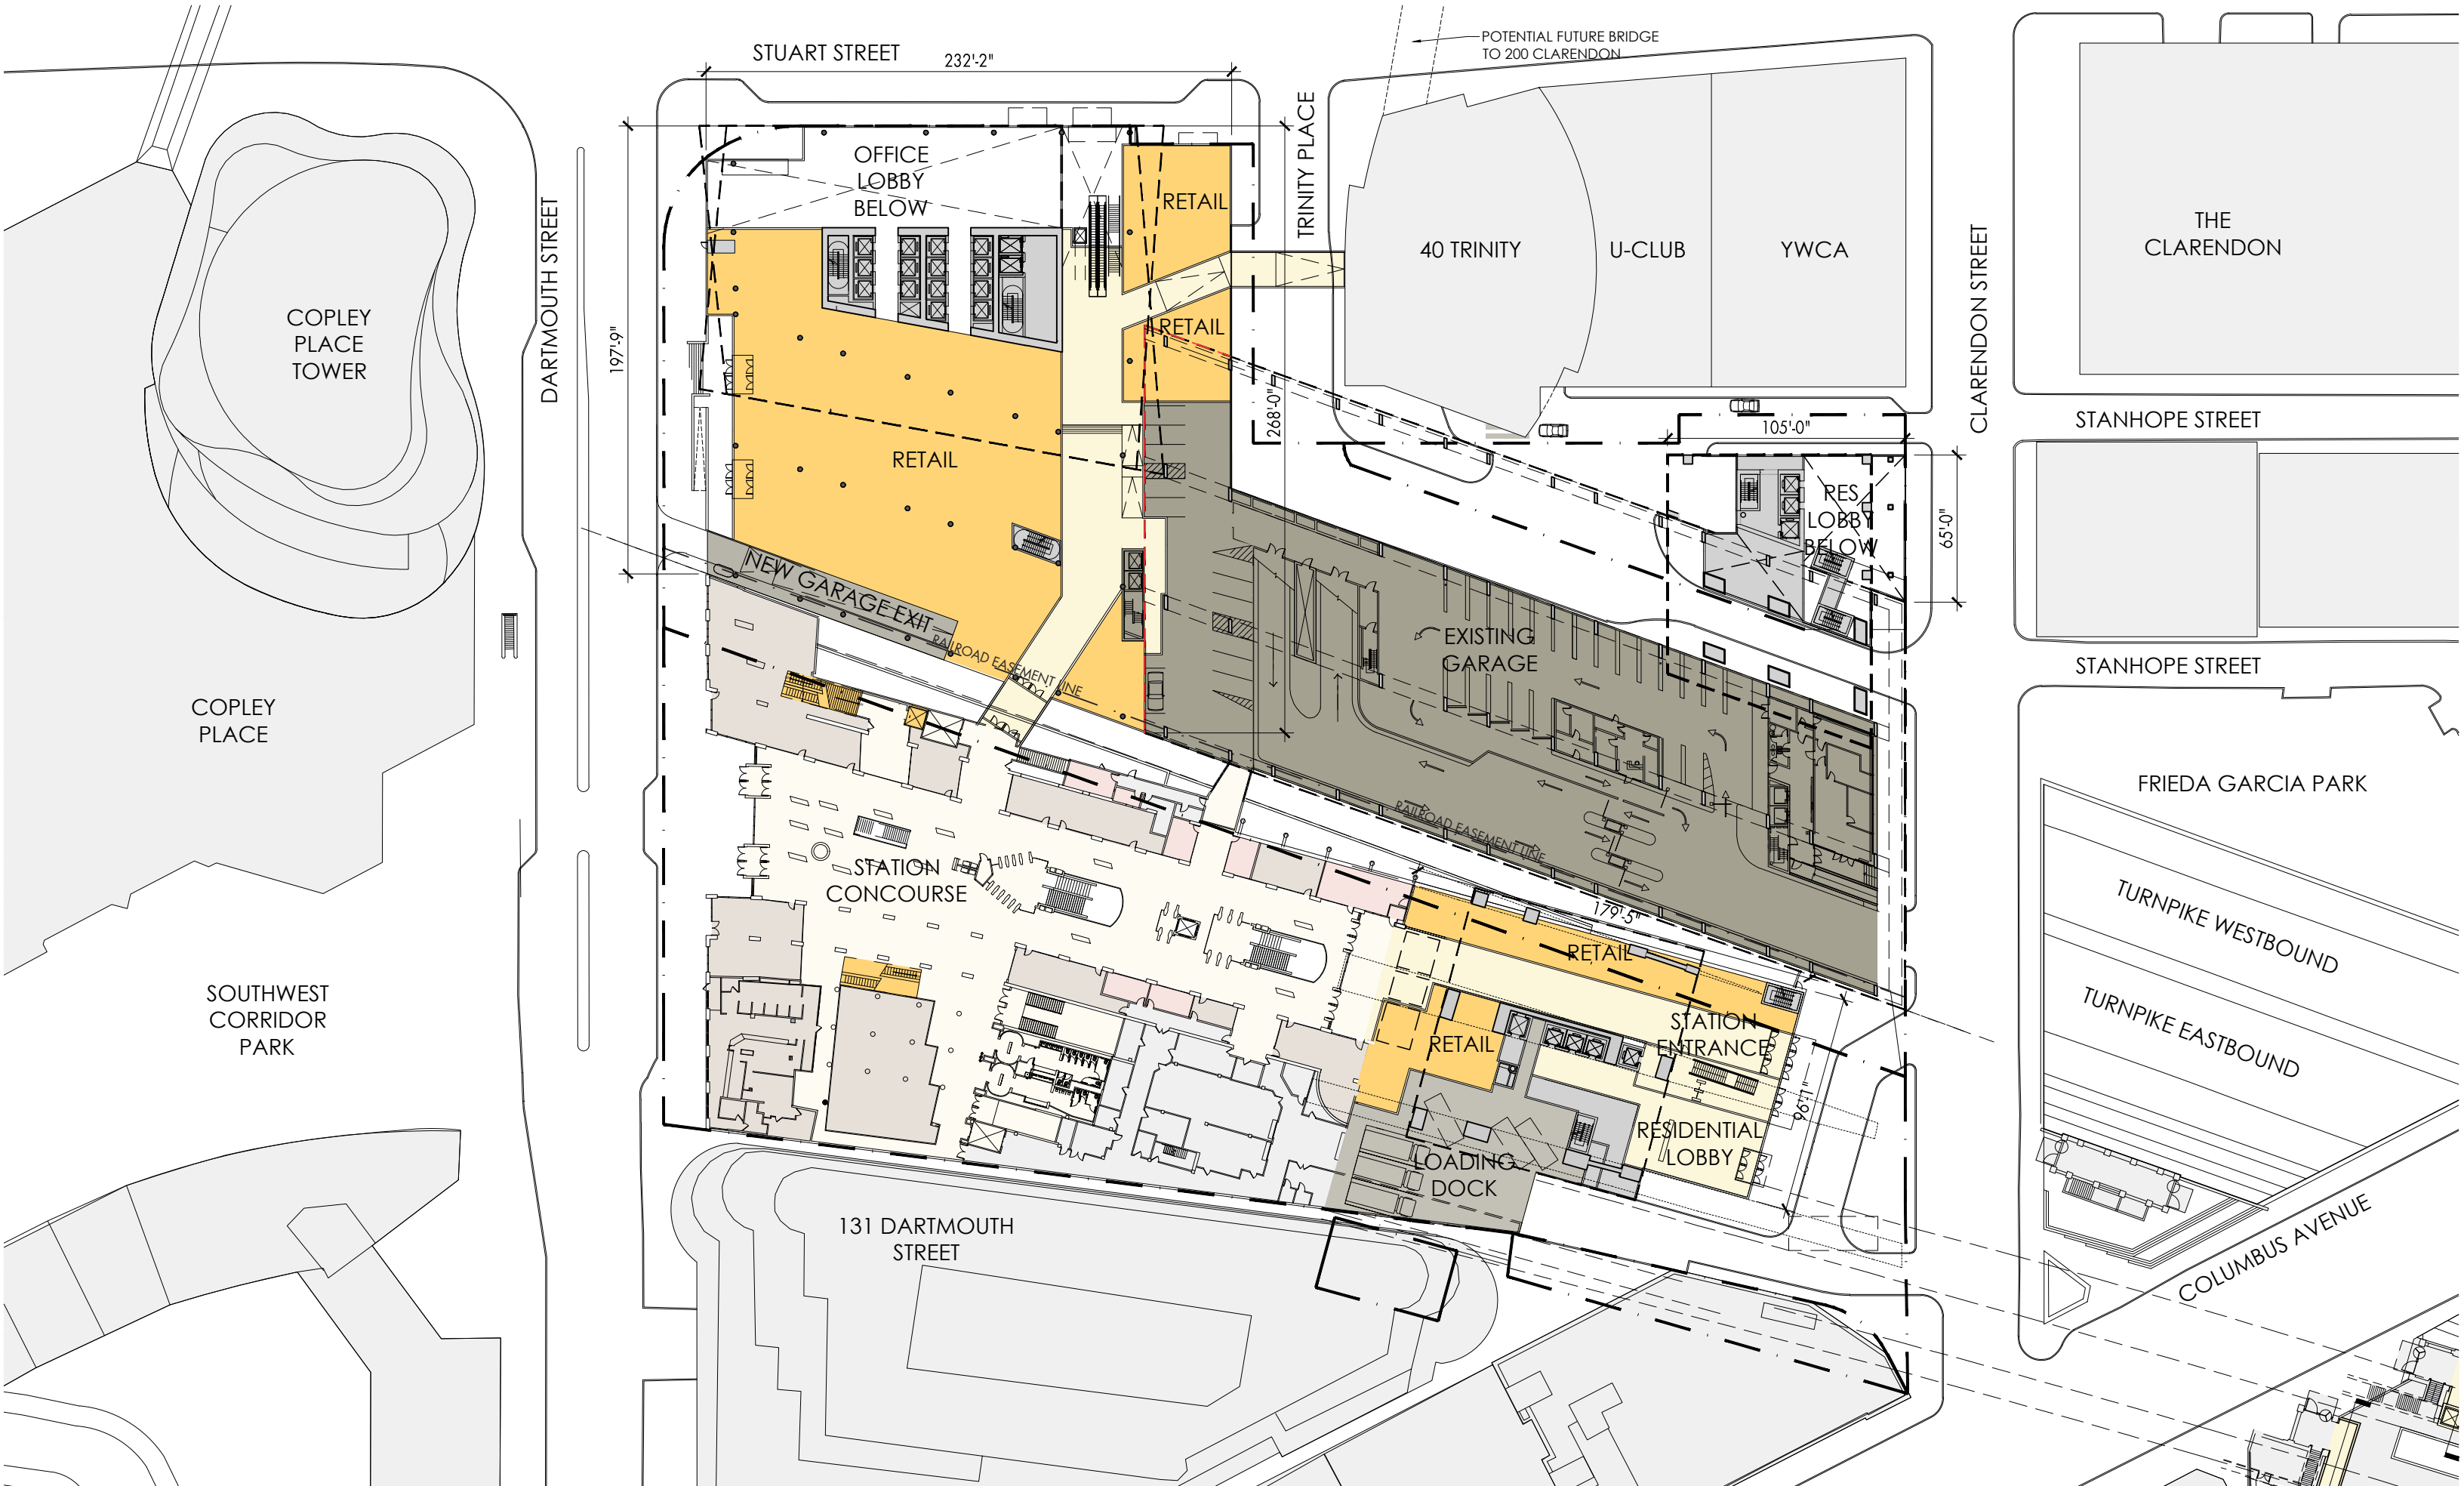 POTENTIAL FUTURE BRIDGE
TO 200 CLARENDON
STUART STREET
232'-2"
TRINITY PLACE
OFFICE
LOBBY
BELOW
RETAIL
40 TRINITY
U-CLUB
YWCA
THE
CLARENDON
CLARENDON STREET
DARTMOUTH STREET
COPLEY
PLACE
TOWER
197'-9"
RETAIL
268'-0"
105'-0"
STANHOPE STREET
RETAIL
RES
LOBBY
BELOW
65'-0"
NEW GARAGE EXIT
RAILROAD EASEMENT LINE
EXISTING
GARAGE
STANHOPE STREET
COPLEY
PLACE
FRIEDA GARCIA PARK
RAILROAD EASEMENT LINE
STATION
CONCOURSE
179'-5"
RETAIL
TURNPIKE WESTBOUND
SOUTHWEST
CORRIDOR
PARK
STATION
ENTRANCE
RETAIL
TURNPIKE EASTBOUND
96'-1"
RESIDENTIAL
LOBBY
LOADING
DOCK
131 DARTMOUTH
STREET
COLUMBUS AVENUE